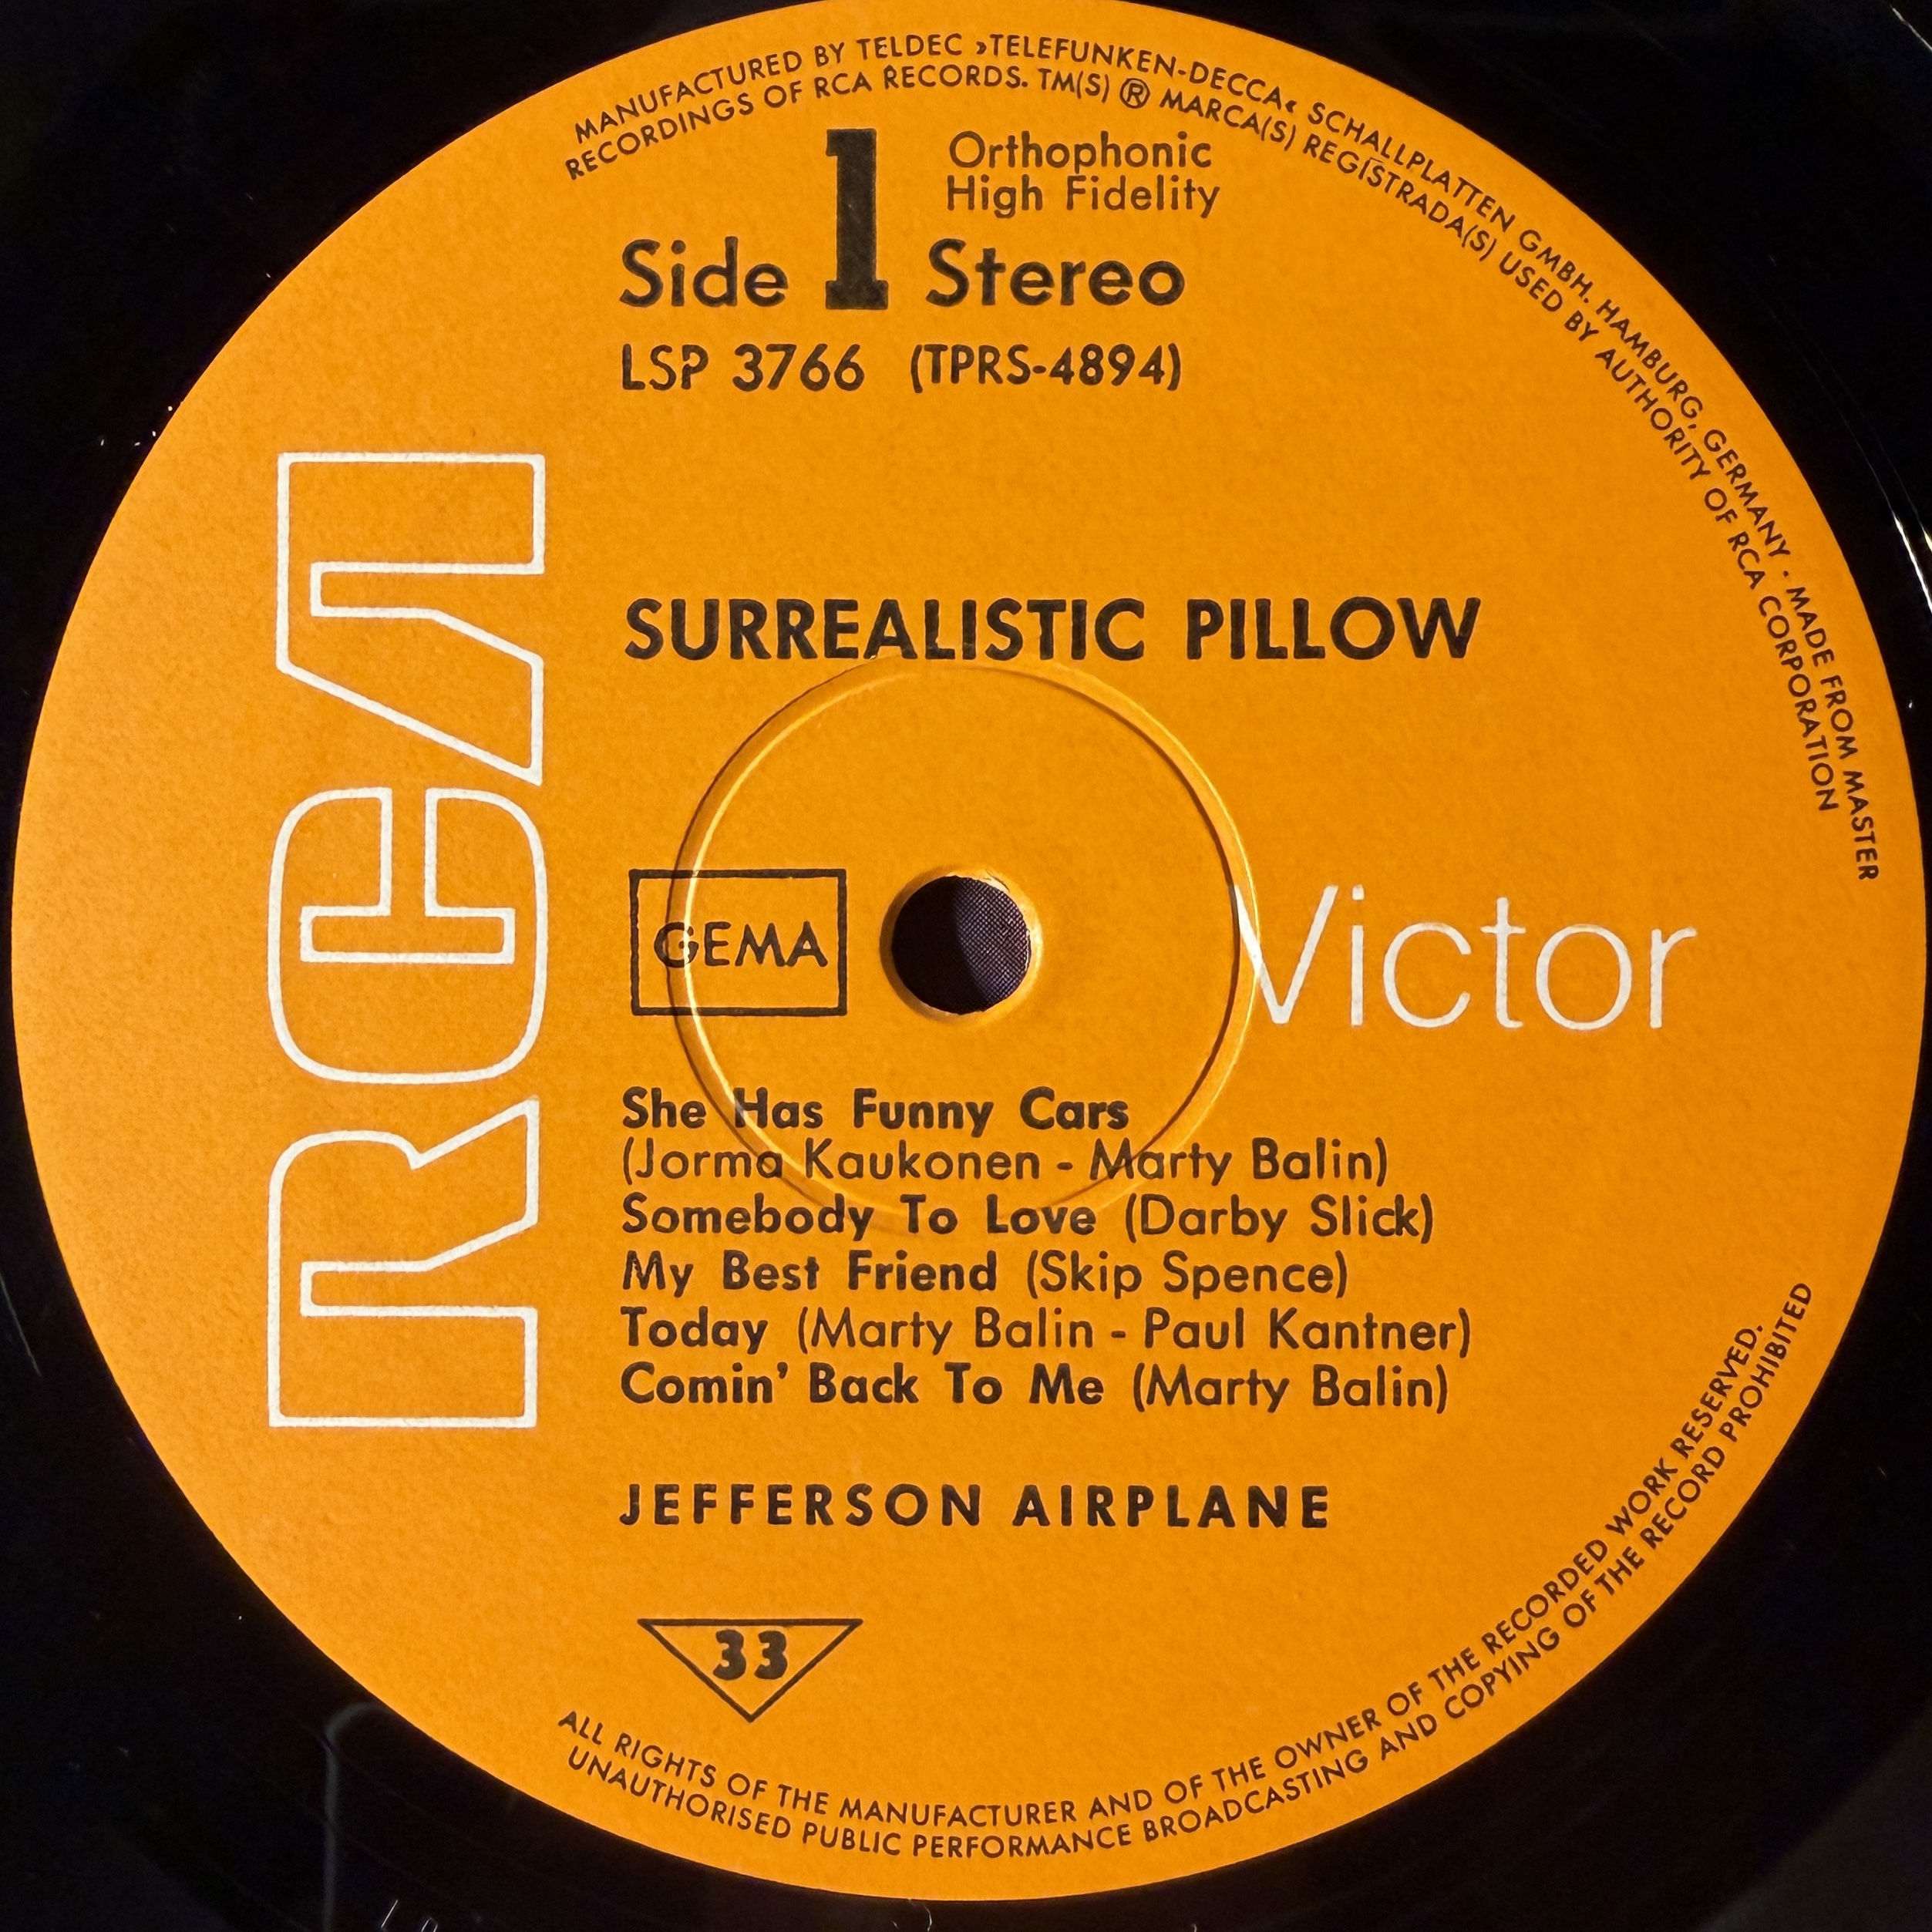 MANUFACTURED BY TELDEC »TELEFUNKEN-DECCA« SCHALLPLATTEN GMBH. HAMBURG, GERMANY · MADE FROM MASTER
RECORDINGS OF RCA RECORDS. TM(S) ® MARCA(S) REGISTRADA(S) USED BY AUTHORITY OF RCA CORPORATION
Orthophonic
High Fidelity
Side 1 Stereo
LSP 3766 (TPRS-4894)
RCA
SURREALISTIC PILLOW
GEMA
Victor
She Has Funny Cars
(Jorma Kaukonen - Marty Balin)
Somebody To Love (Darby Slick)
My Best Friend (Skip Spence)
Today (Marty Balin - Paul Kantner)
Comin' Back To Me (Marty Balin)
JEFFERSON AIRPLANE
33
ALL RIGHTS OF THE MANUFACTURER AND OF THE OWNER OF THE RECORDED WORK RESERVED.
UNAUTHORISED PUBLIC PERFORMANCE BROADCASTING AND COPYING OF THE RECORD PROHIBITED